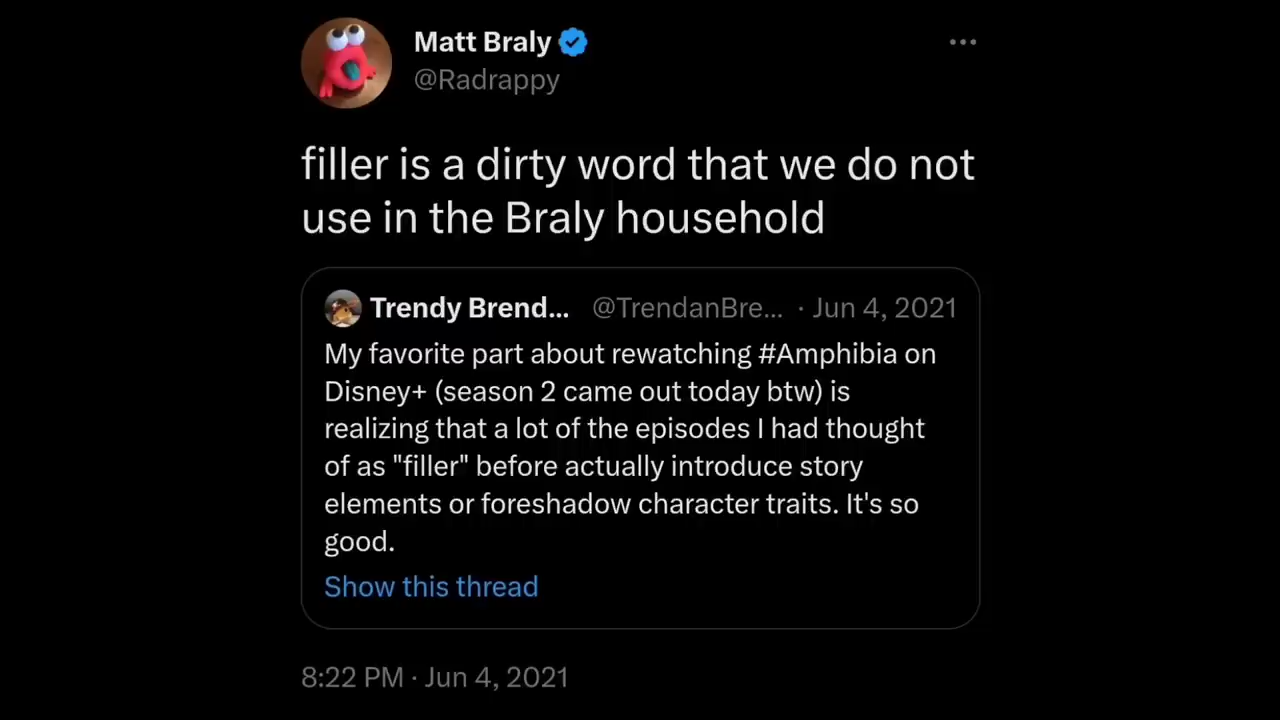 Matt Braly
@Radrappy
filler is a dirty word that we do not
use in the Braly household
Trendy Brend... @TrendanBre... · Jun 4, 2021
My favorite part about rewatching #Amphibia on
Disney+ (season 2 came out today btw) is
realizing that a lot of the episodes I had thought
of as "filler" before actually introduce story
elements or foreshadow character traits. It's so
good.
Show this thread
8:22 PM · Jun 4, 2021